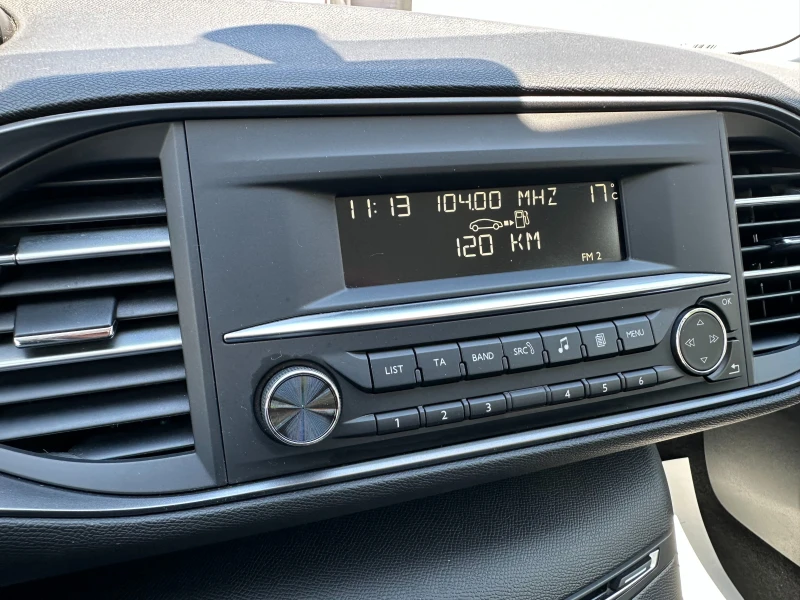 11:13 104.00 MHZ 17°C
120 KM
FM 2
OK
LIST TA BAND SRC MENU
1 2 3 4 5 6